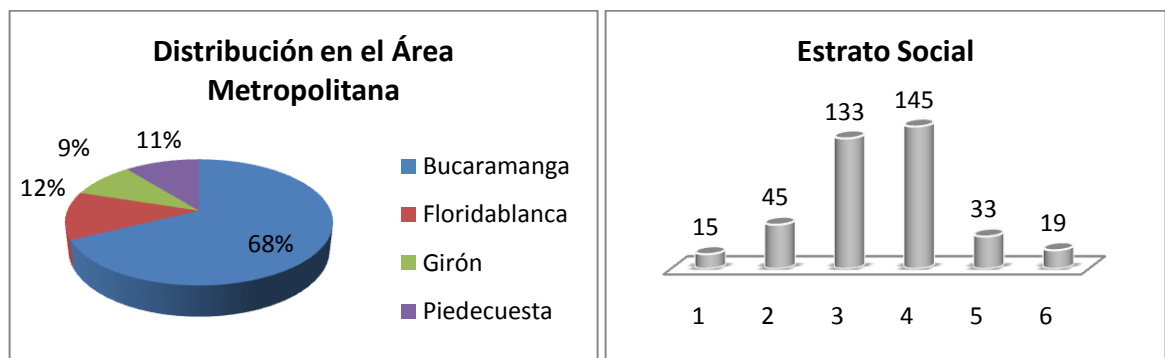 Distribución en el Área
Metropolitana
11%
9%
12%
68%
Bucaramanga
Floridablanca
Girón
Piedecuesta
Estrato Social
15
45
133
145
33
19
1 2 3 4 5 6